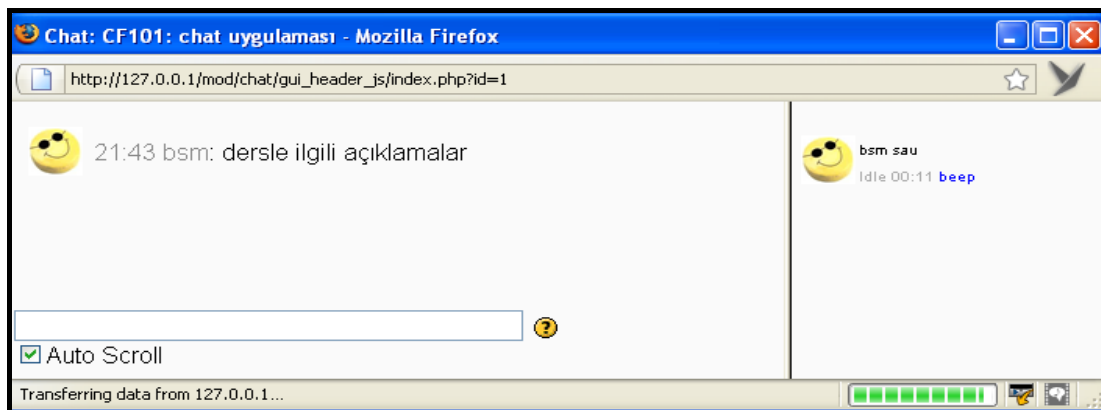 Chat: CF101: chat uygulaması - Mozilla Firefox
http://127.0.0.1/mod/chat/gui_header_js/index.php?id=1
21:43 bsm: dersle ilgili açıklamalar
bsm sau
Idle 00:11 beep
?
Auto Scroll
Transferring data from 127.0.0.1...